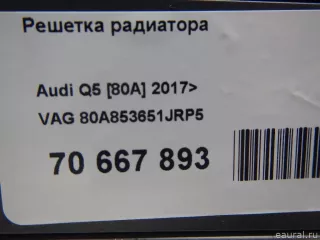 Решетка радиатора
Audi Q5 [80A] 2017>
VAG 80A853651JRP5
70 667 893
eaural.ru